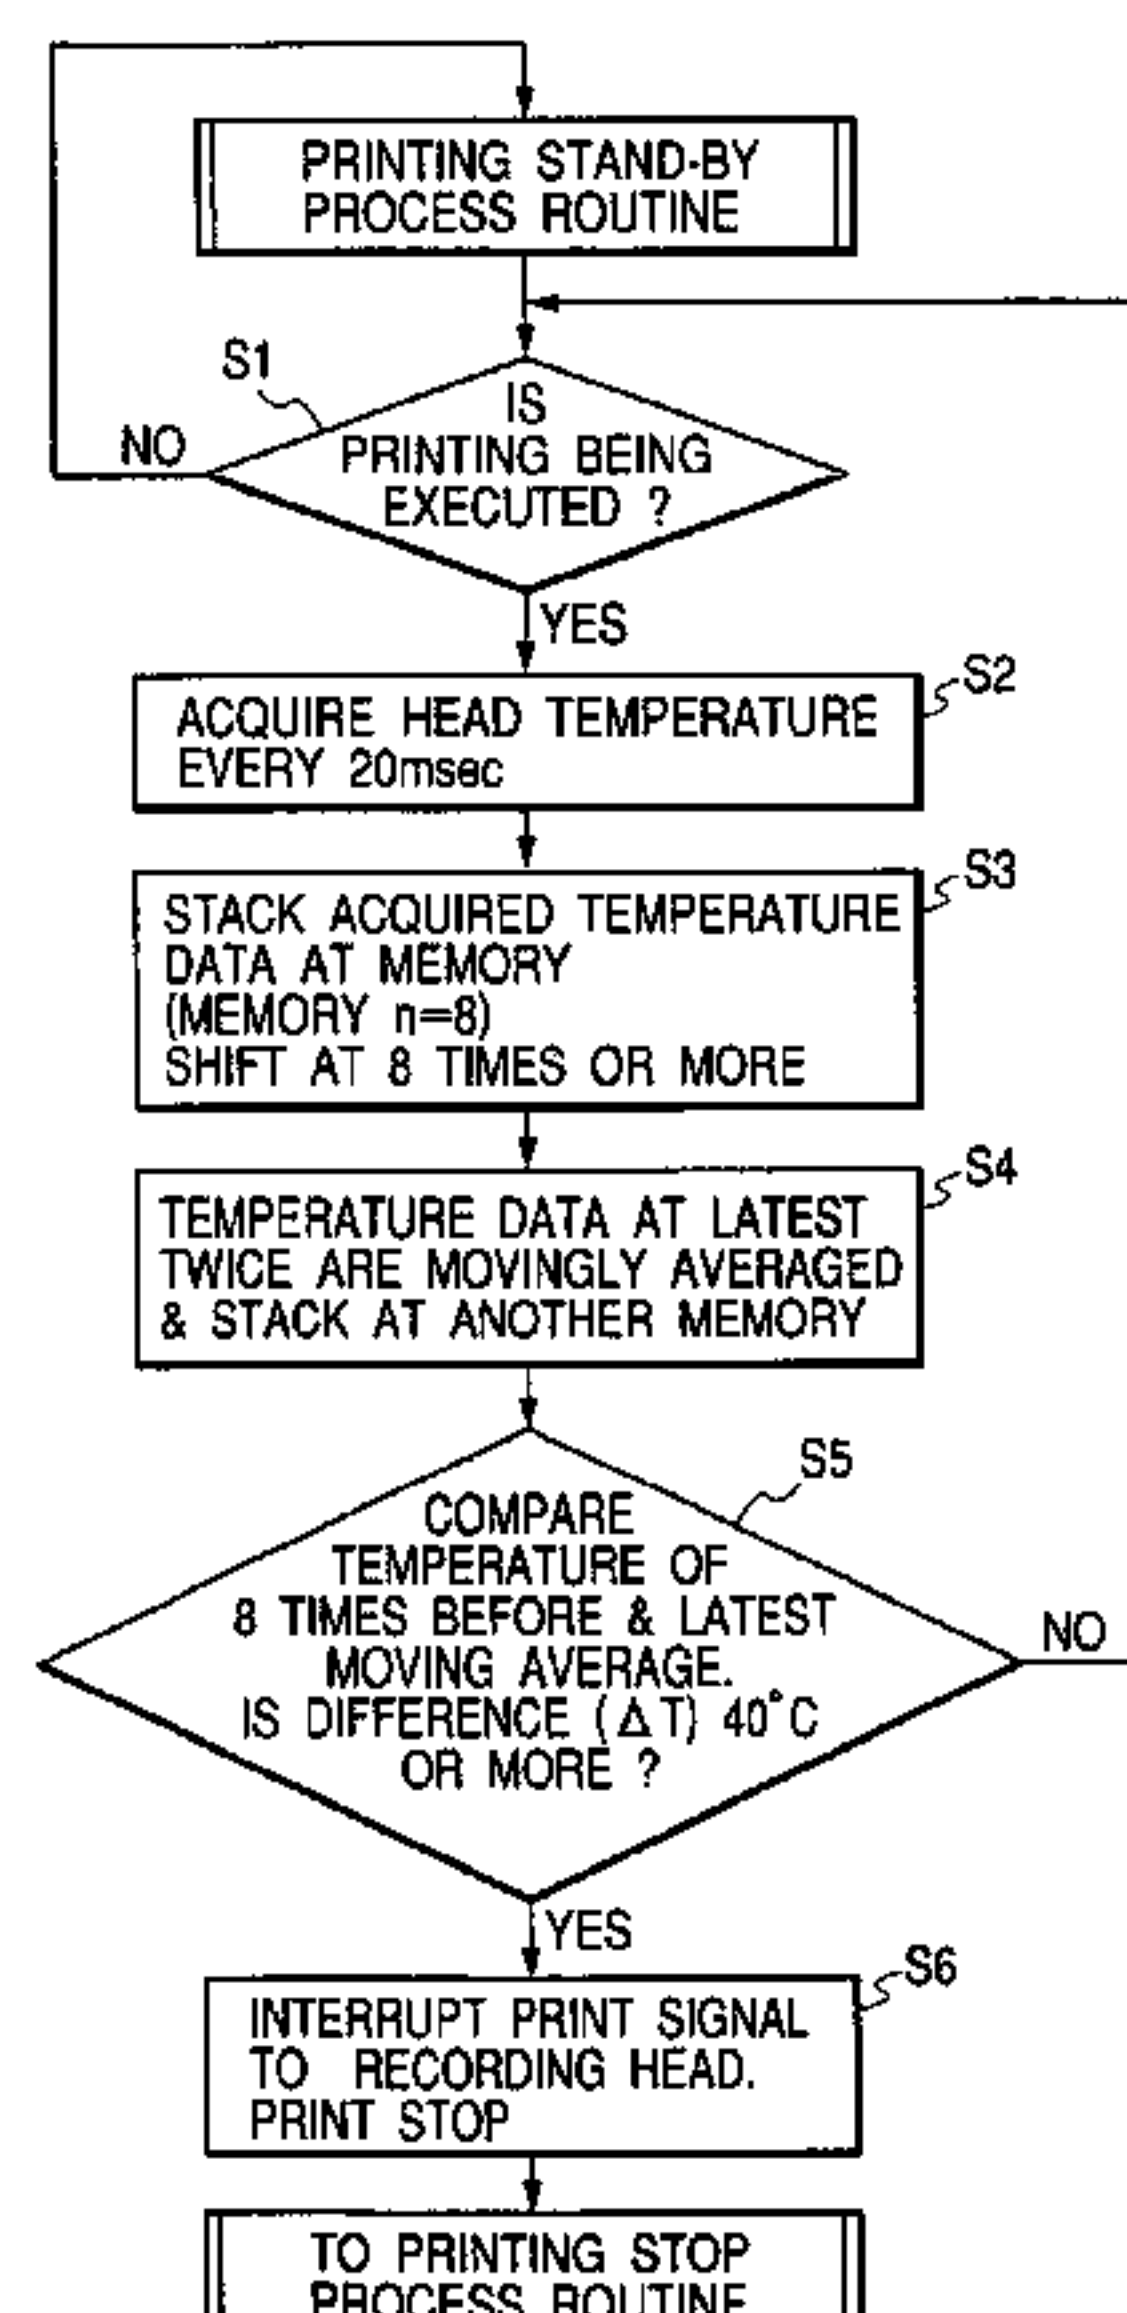 PRINTING STAND-BY
PROCESS ROUTINE
S1
IS
PRINTING BEING
EXECUTED ?
NO
YES
S2
ACQUIRE HEAD TEMPERATURE
EVERY 20msec
S3
STACK ACQUIRED TEMPERATURE
DATA AT MEMORY
(MEMORY n=8)
SHIFT AT 8 TIMES OR MORE
S4
TEMPERATURE DATA AT LATEST
TWICE ARE MOVINGLY AVERAGED
& STACK AT ANOTHER MEMORY
S5
COMPARE
TEMPERATURE OF
8 TIMES BEFORE & LATEST
MOVING AVERAGE.
IS DIFFERENCE (ΔT) 40°C
OR MORE ?
NO
YES
S6
INTERRUPT PRINT SIGNAL
TO RECORDING HEAD.
PRINT STOP
TO PRINTING STOP
PROCESS ROUTINE